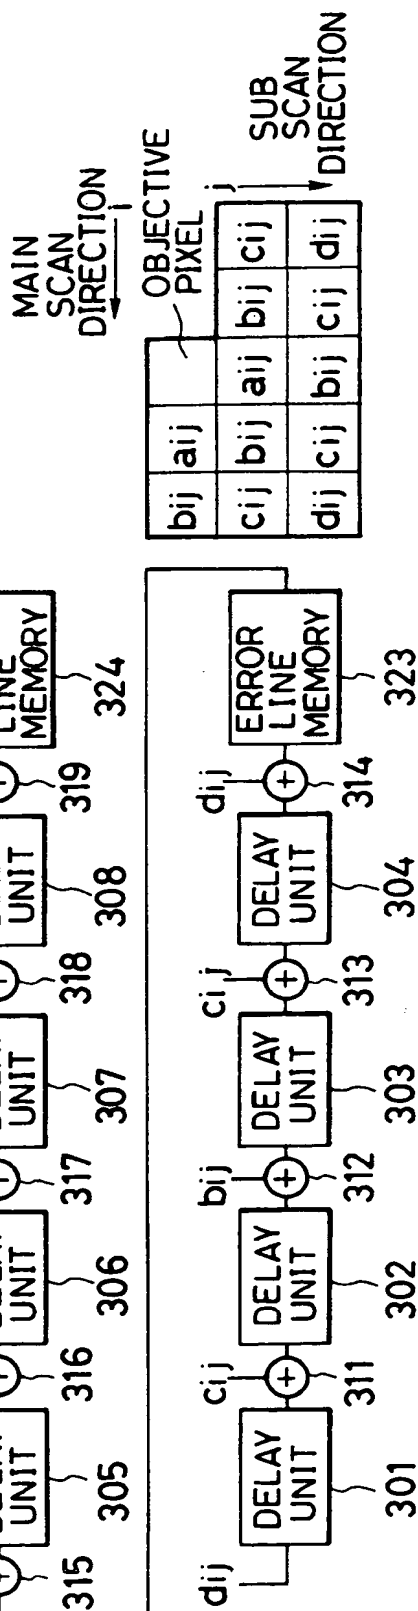 LINE
UNIT UNIT UNIT UNIT MEMORY
315 305 316 306 317 307 318 308 319 324
dij cij bij cij dij
DELAY + DELAY + DELAY + DELAY + ERROR
UNIT UNIT UNIT UNIT LINE
MEMORY
301 311 302 312 303 313 304 314 323
MAIN
SCAN
DIRECTION
i
OBJECTIVE
PIXEL
bij aij
cij bij aij bij cij
dij cij bij cij dij
j
SUB
SCAN
DIRECTION